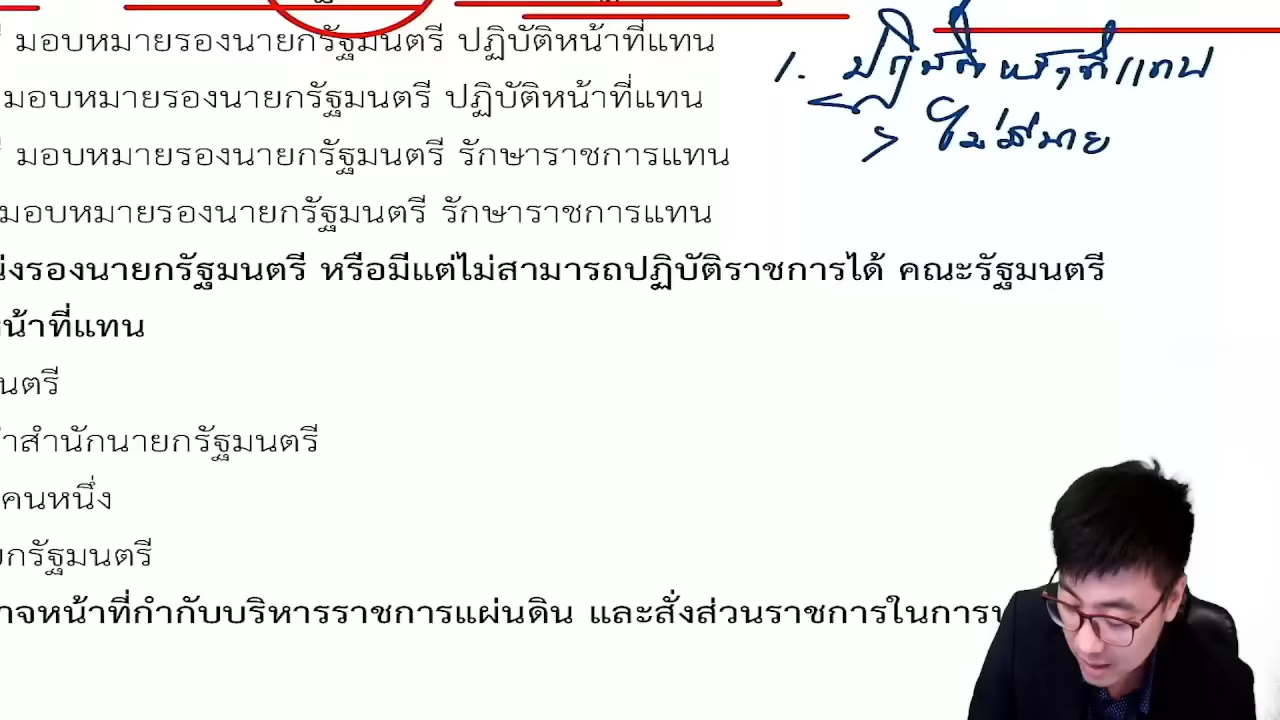 มอบหมายรองนายกรัฐมนตรี ปฏิบัติหน้าที่แทน
มอบหมายรองนายกรัฐมนตรี ปฏิบัติหน้าที่แทน
มอบหมายรองนายกรัฐมนตรี รักษาราชการแทน
มอบหมายรองนายกรัฐมนตรี รักษาราชการแทน
1. ปฏิบัติหน้าที่แทน
> ไม่มีนาย
น่งรองนายกรัฐมนตรี หรือมีแต่ไม่สามารถปฏิบัติราชการได้ คณะรัฐมนตรี
หน้าที่แทน
นตรี
ำสำนักนายกรัฐมนตรี
คนหนึ่ง
ยกรัฐมนตรี
าจหน้าที่กำกับบริหารราชการแผ่นดิน และสั่งส่วนราชการในการ